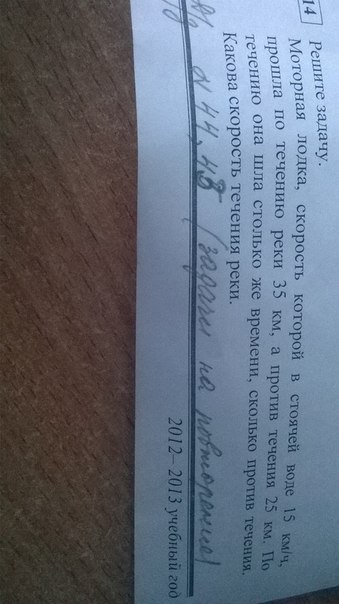 14
Решите задачу.
Моторная лодка, скорость которой в стоячей воде 15 км/ч,
прошла по течению реки 35 км, а против течения 25 км. По
течению она шла столько же времени, сколько против течения.
Какова скорость течения реки.
44, 45 (задачи на повторение)
2012– 2013 учебный год